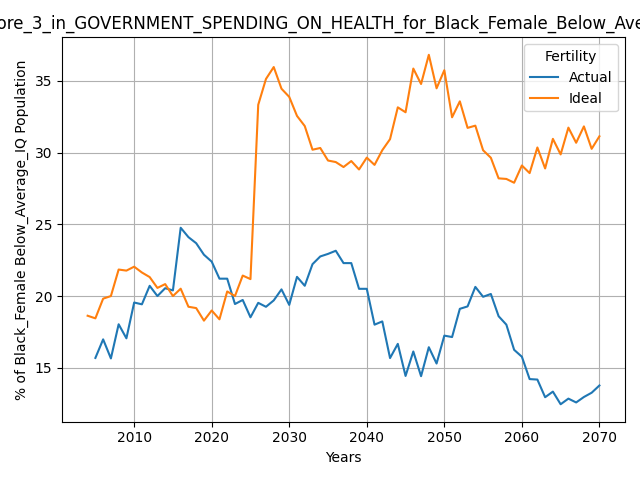 ore_3_in_GOVERNMENT_SPENDING_ON_HEALTH_for_Black_Female_Below_Ave
Fertility
Actual
Ideal
% of Black_Female Below_Average_IQ Population
35
30
25
20
15
2010 2020 2030 2040 2050 2060 2070
Years